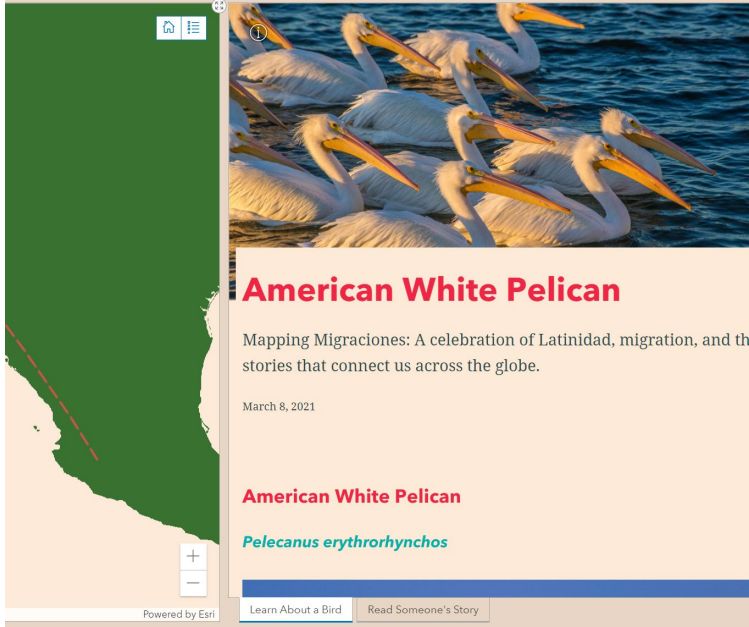 American White Pelican
Mapping Migraciones: A celebration of Latinidad, migration, and th
stories that connect us across the globe.
March 8, 2021
American White Pelican
Pelecanus erythrorhynchos
Powered by Esri
Learn About a Bird
Read Someone's Story